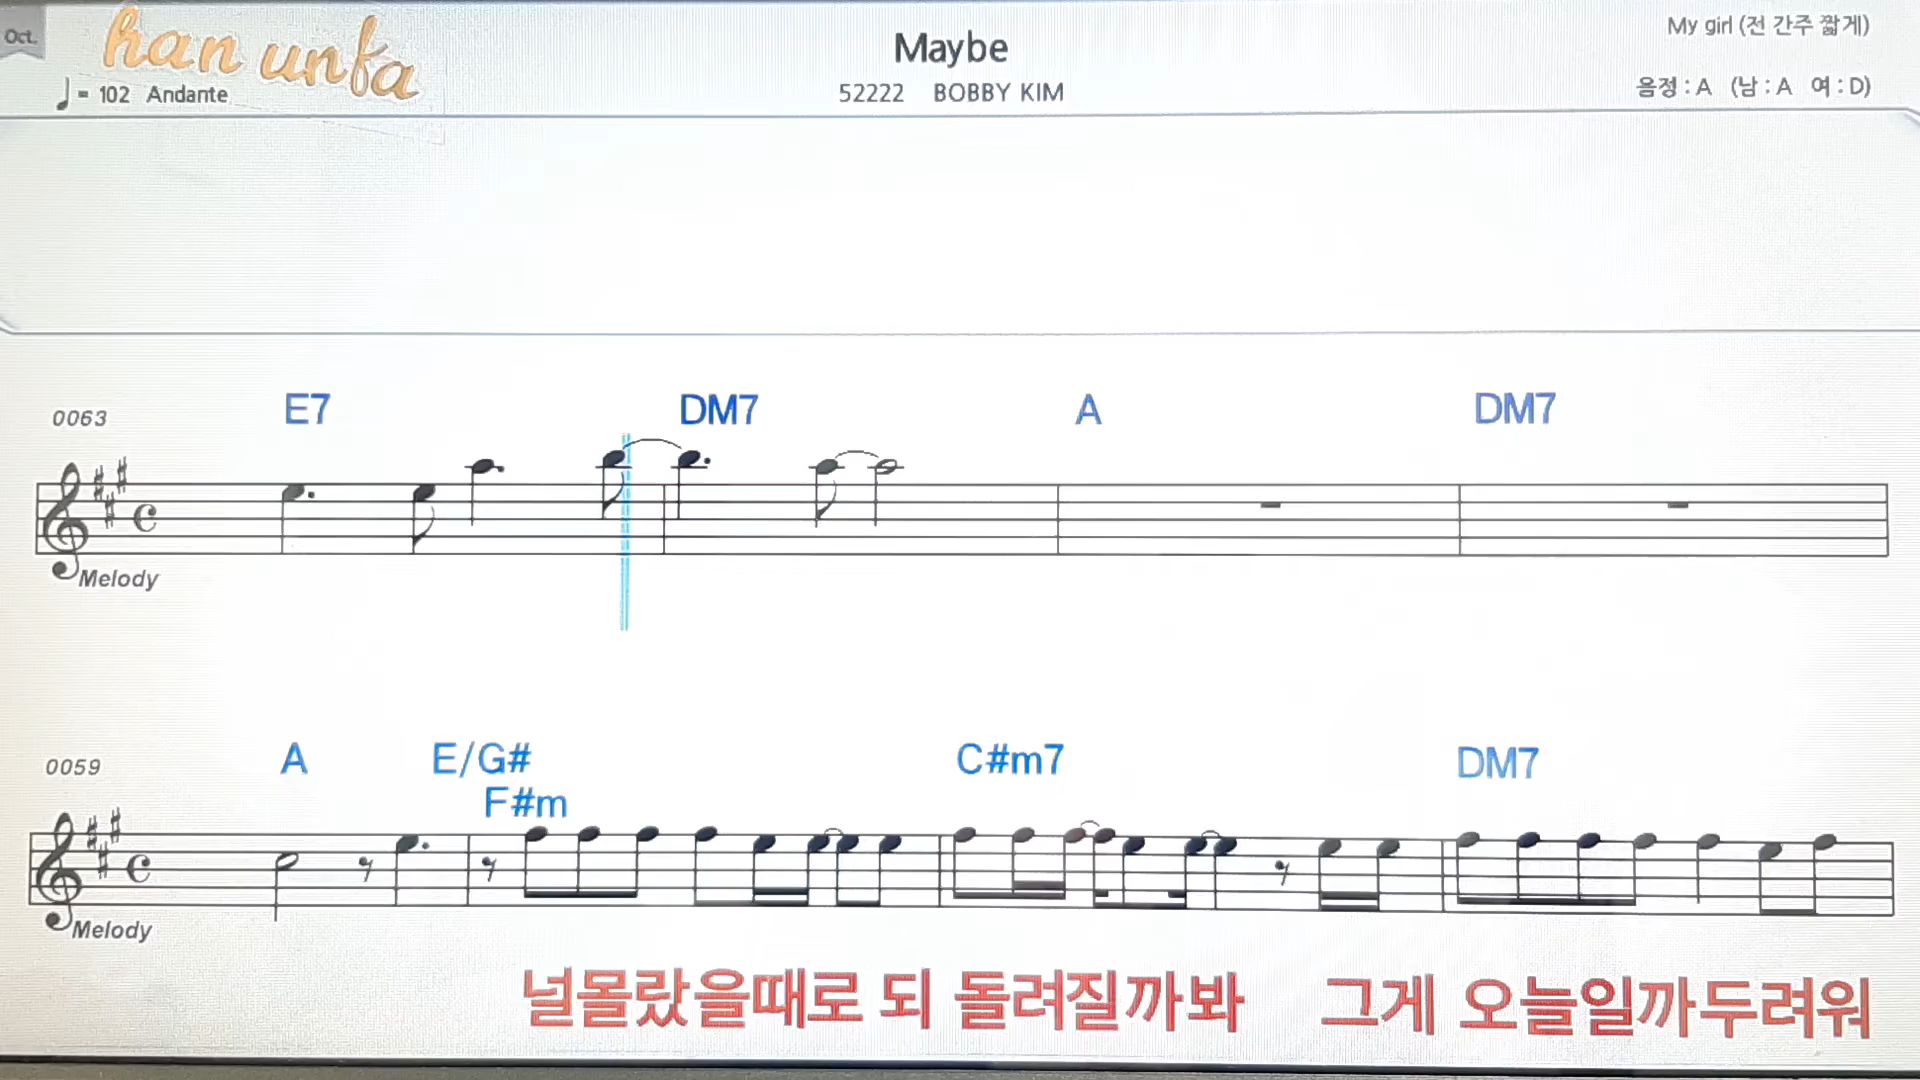 Oct.
han unfa
= 102 Andante
Maybe
52222 BOBBY KIM
My girl (전 간주 짧게)
음정 : A (남 : A 여 : D)
0063
E7 DM7 A DM7
Melody
0059
A E/G# C#m7 DM7
F#m
Melody
널몰랐을때로 되 돌려질까봐 그게 오늘일까두려워